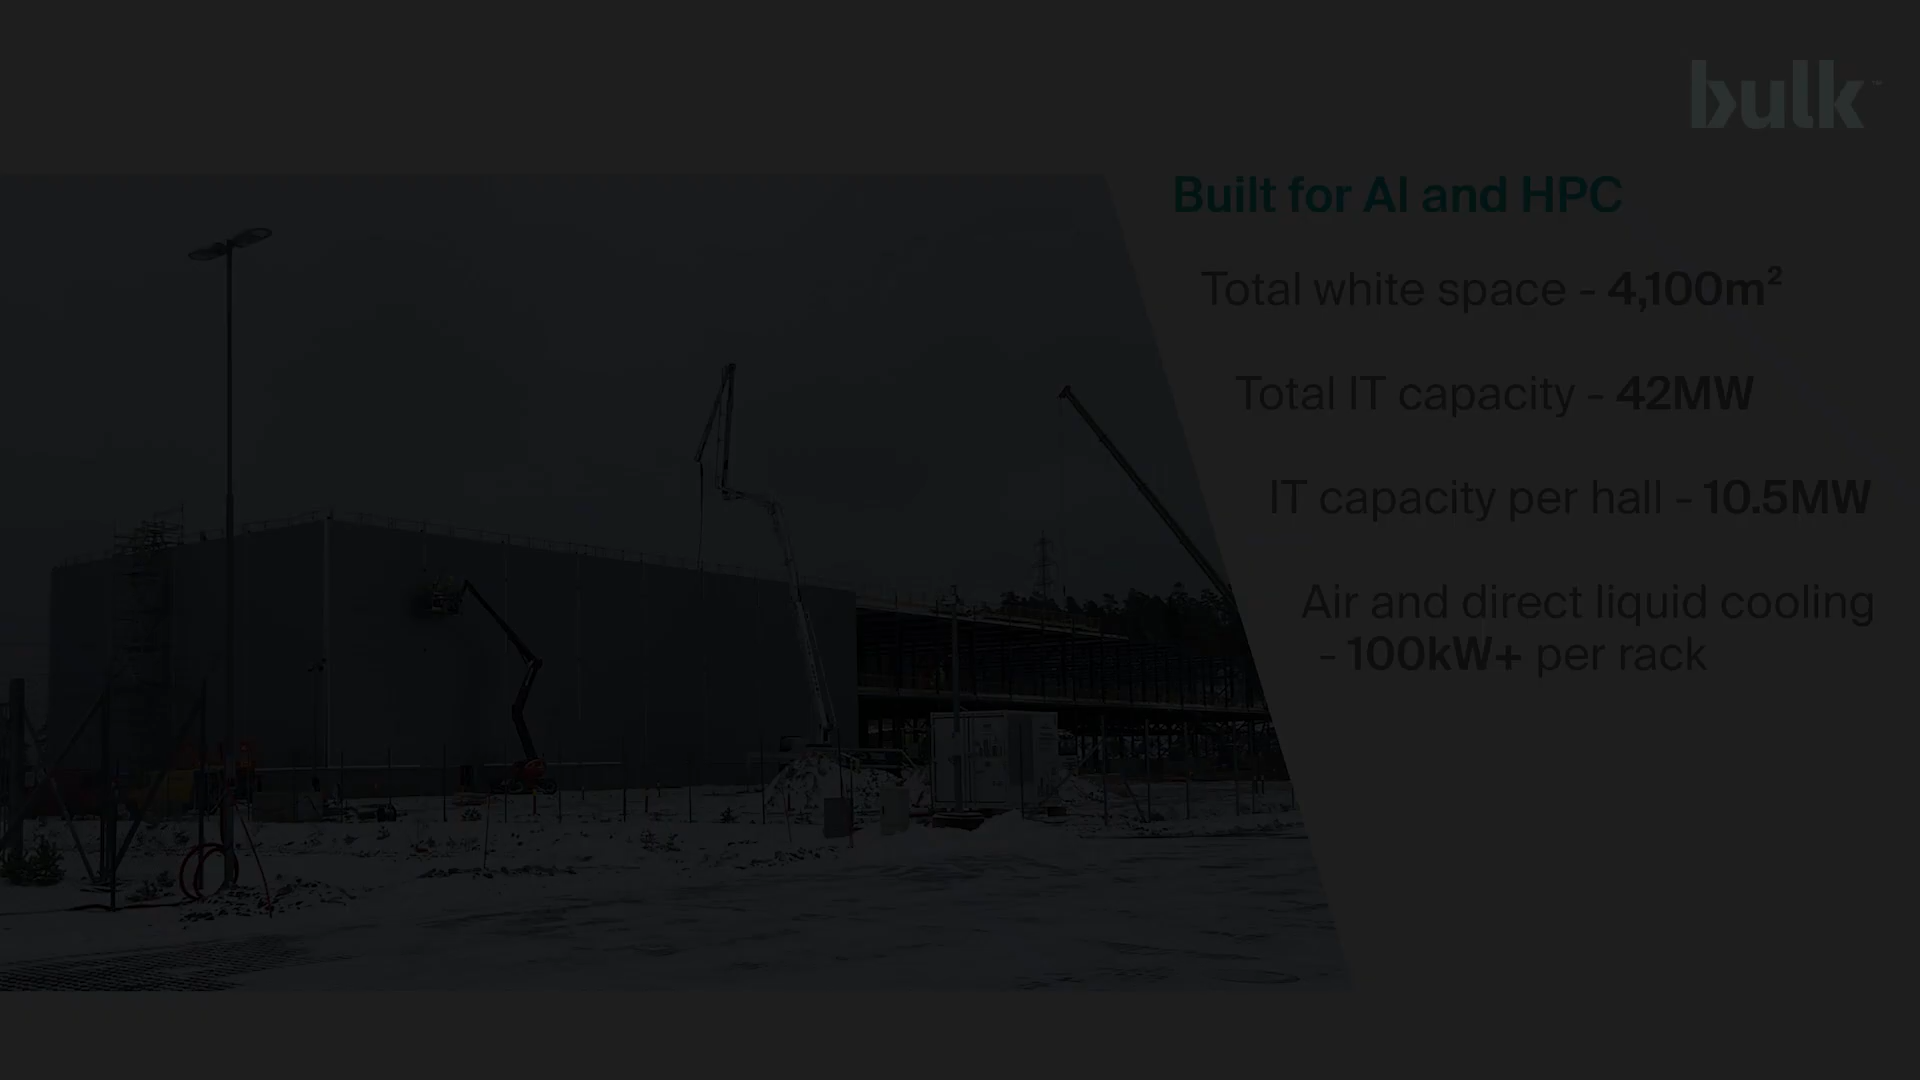 bulk™
Built for AI and HPC
Total white space - 4,100m²
Total IT capacity - 42MW
IT capacity per hall - 10.5MW
Air and direct liquid cooling
- 100kW+ per rack